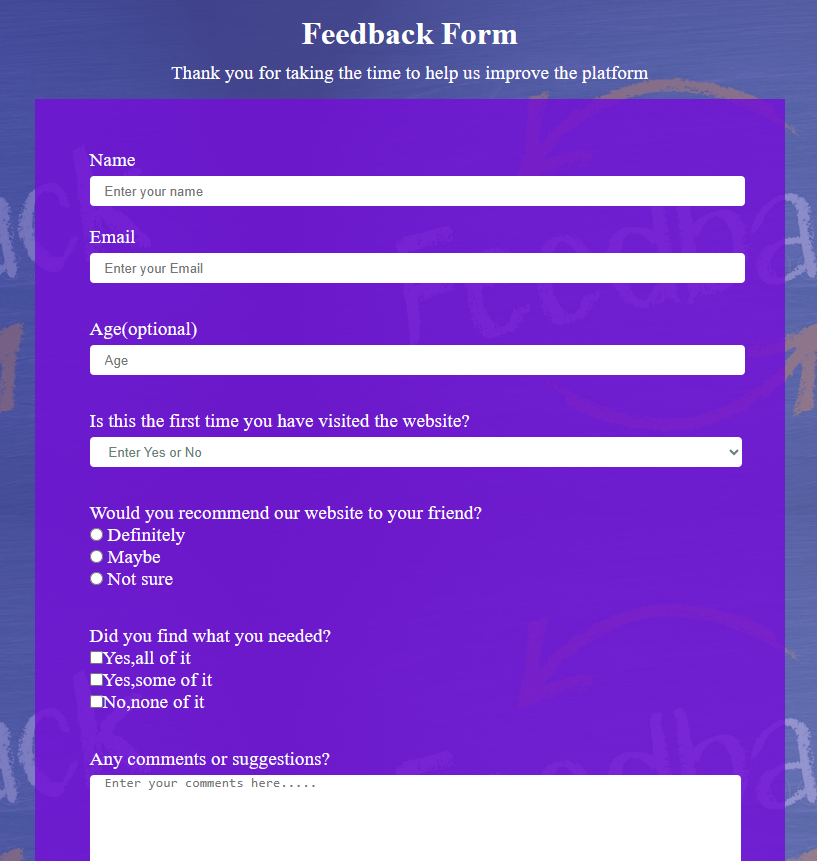 Feedback Form
Thank you for taking the time to help us improve the platform
Name
Enter your name
Email
Enter your Email
Age(optional)
Age
Is this the first time you have visited the website?
Enter Yes or No
Would you recommend our website to your friend?
Definitely
Maybe
Not sure
Did you find what you needed?
Yes,all of it
Yes,some of it
No,none of it
Any comments or suggestions?
Enter your comments here.....